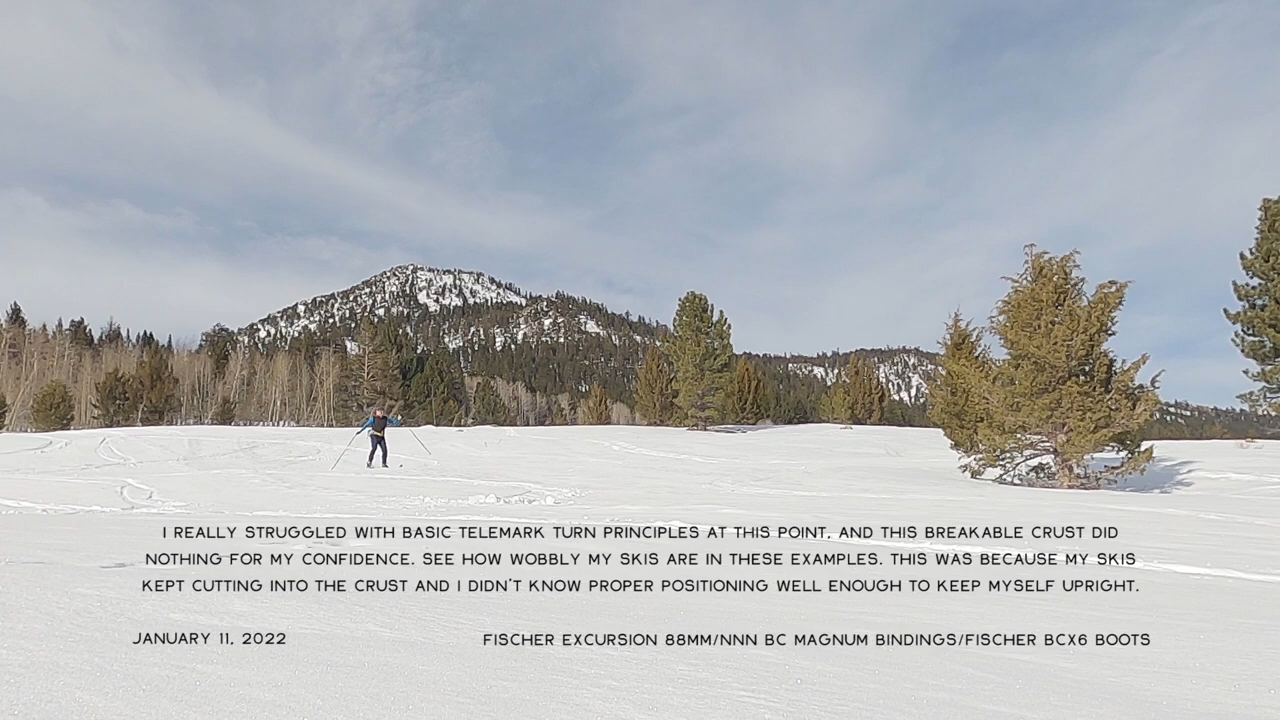 I REALLY STRUGGLED WITH BASIC TELEMARK TURN PRINCIPLES AT THIS POINT, AND THIS BREAKABLE CRUST DID
NOTHING FOR MY CONFIDENCE. SEE HOW WOBBLY MY SKIS ARE IN THESE EXAMPLES. THIS WAS BECAUSE MY SKIS
KEPT CUTTING INTO THE CRUST AND I DIDN'T KNOW PROPER POSITIONING WELL ENOUGH TO KEEP MYSELF UPRIGHT.
JANUARY 11, 2022
FISCHER EXCURSION 88MM/NNN BC MAGNUM BINDINGS/FISCHER BCX6 BOOTS